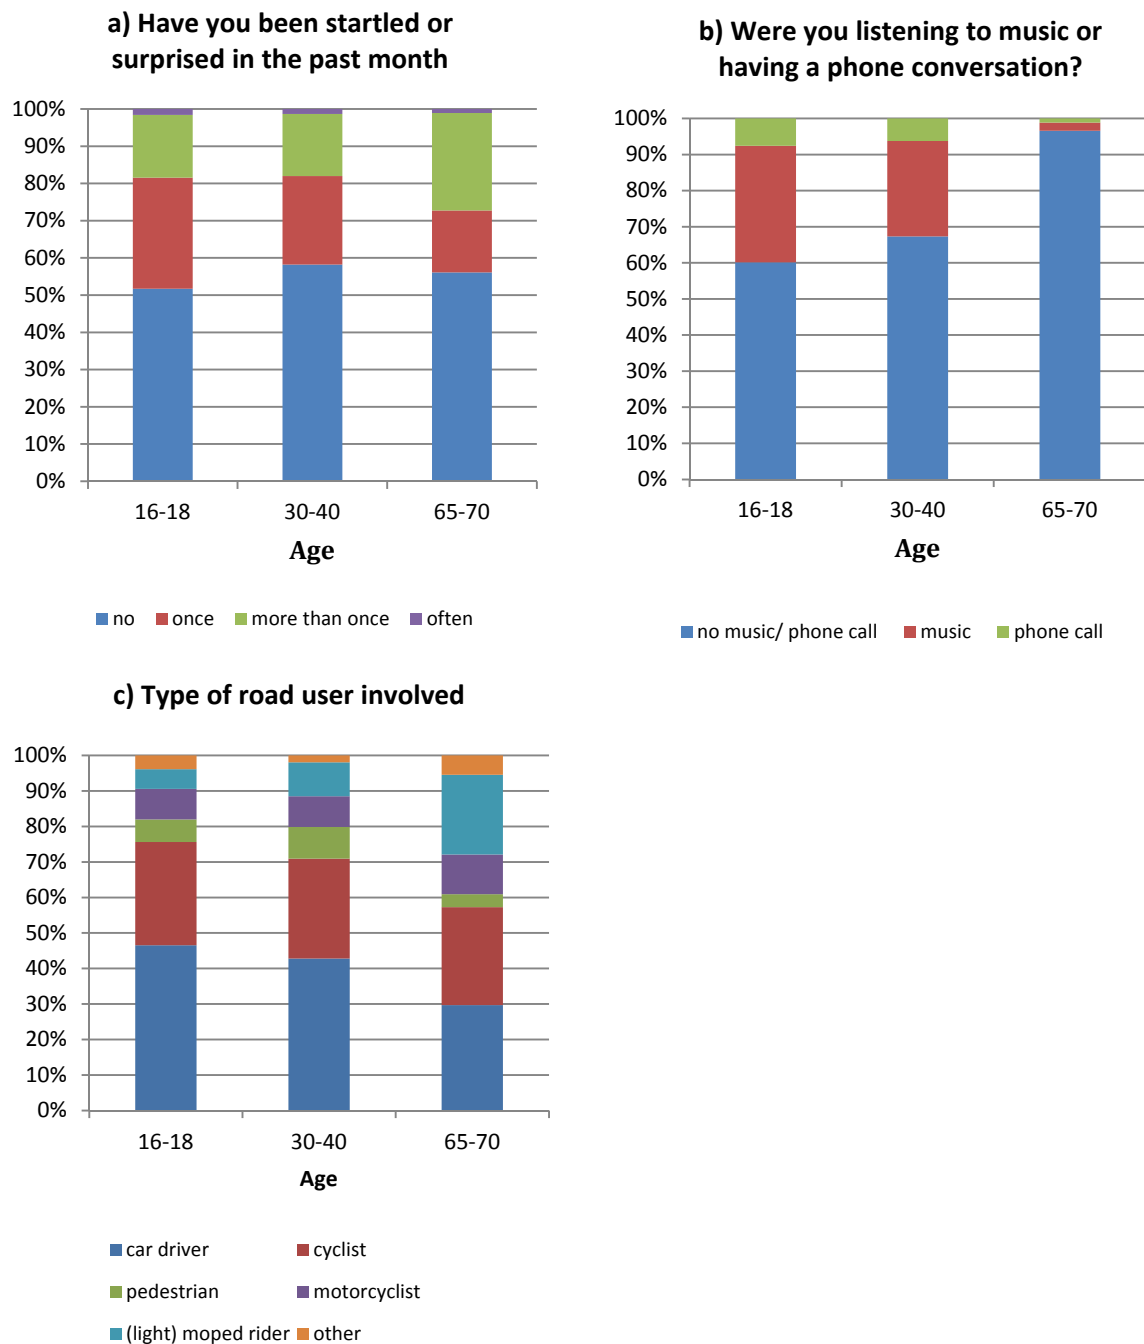 a) Have you been startled or
surprised in the past month
100%
90%
80%
70%
60%
50%
40%
30%
20%
10%
0%
16-18 30-40 65-70
Age
no once more than once often
b) Were you listening to music or
having a phone conversation?
100%
90%
80%
70%
60%
50%
40%
30%
20%
10%
0%
16-18 30-40 65-70
Age
no music/ phone call music phone call
c) Type of road user involved
100%
90%
80%
70%
60%
50%
40%
30%
20%
10%
0%
16-18 30-40 65-70
Age
car driver cyclist
pedestrian motorcyclist
(light) moped rider other